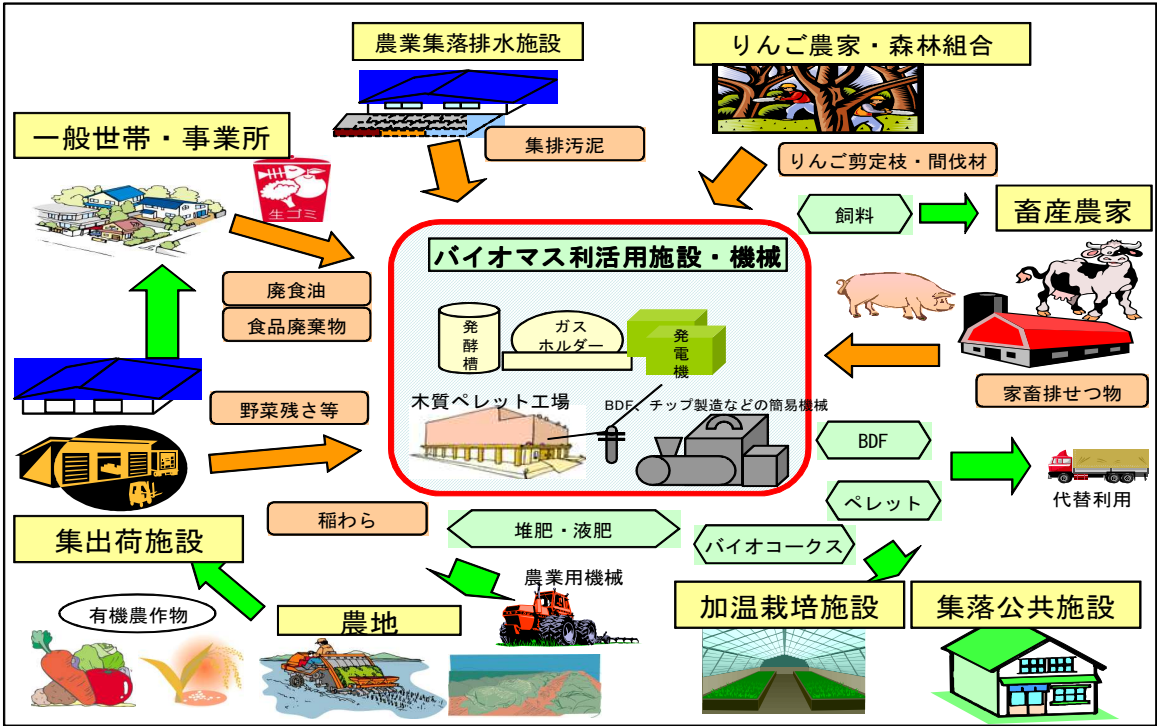 農業集落排水施設
りんご農家・森林組合
一般世帯・事業所
生ゴミ
集排汚泥
りんご剪定枝・間伐材
飼料
畜産農家
バイオマス利活用施設・機械
廃食油
食品廃棄物
発酵槽
ガス
ホルダー
発電機
家畜排せつ物
野菜残さ等
木質ペレット工場
BDF、チップ製造などの簡易機械
BDF
ペレット
代替利用
稲わら
堆肥・液肥
バイオコークス
集出荷施設
農業用機械
有機農作物
農地
加温栽培施設
集落公共施設